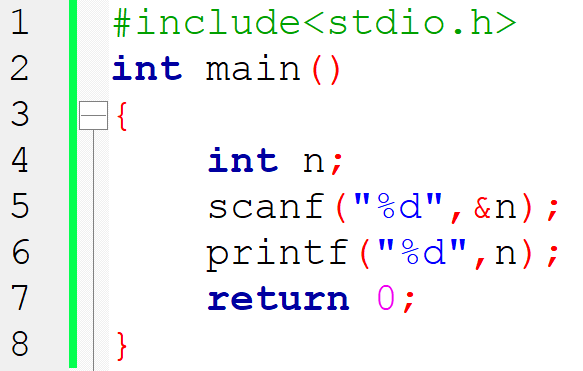 1 #include<stdio.h>
2 int main()
3 {
4 int n;
5 scanf("%d",&n);
6 printf("%d",n);
7 return 0;
8 }